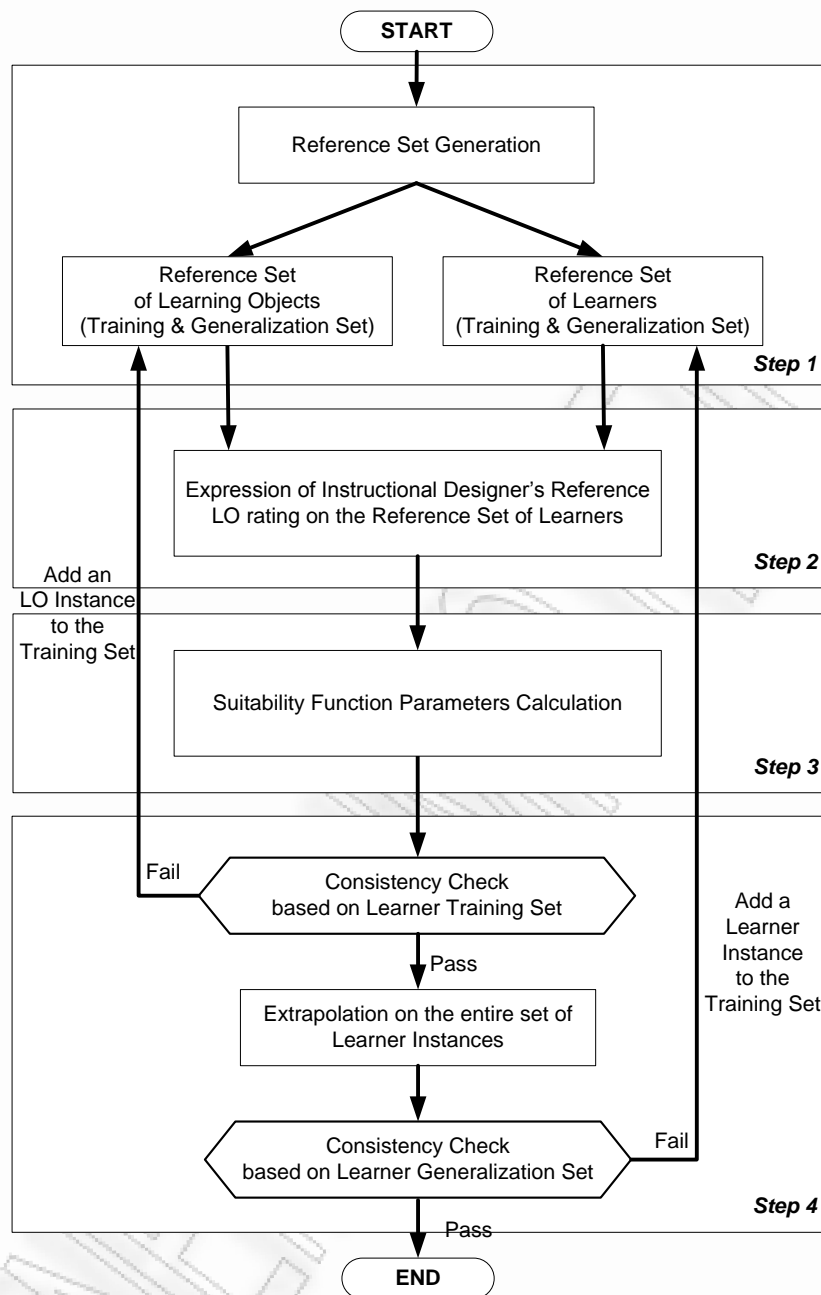 START
Reference Set Generation
Reference Set
of Learning Objects
(Training & Generalization Set)
Reference Set
of Learners
(Training & Generalization Set)
Step 1
Expression of Instructional Designer's Reference
LO rating on the Reference Set of Learners
Step 2
Add an
LO Instance
to the
Training Set
Suitability Function Parameters Calculation
Step 3
Fail
Consistency Check
based on Learner Training Set
Pass
Add a
Learner
Instance
to the
Training Set
Extrapolation on the entire set of
Learner Instances
Consistency Check
based on Learner Generalization Set
Fail
Step 4
Pass
END